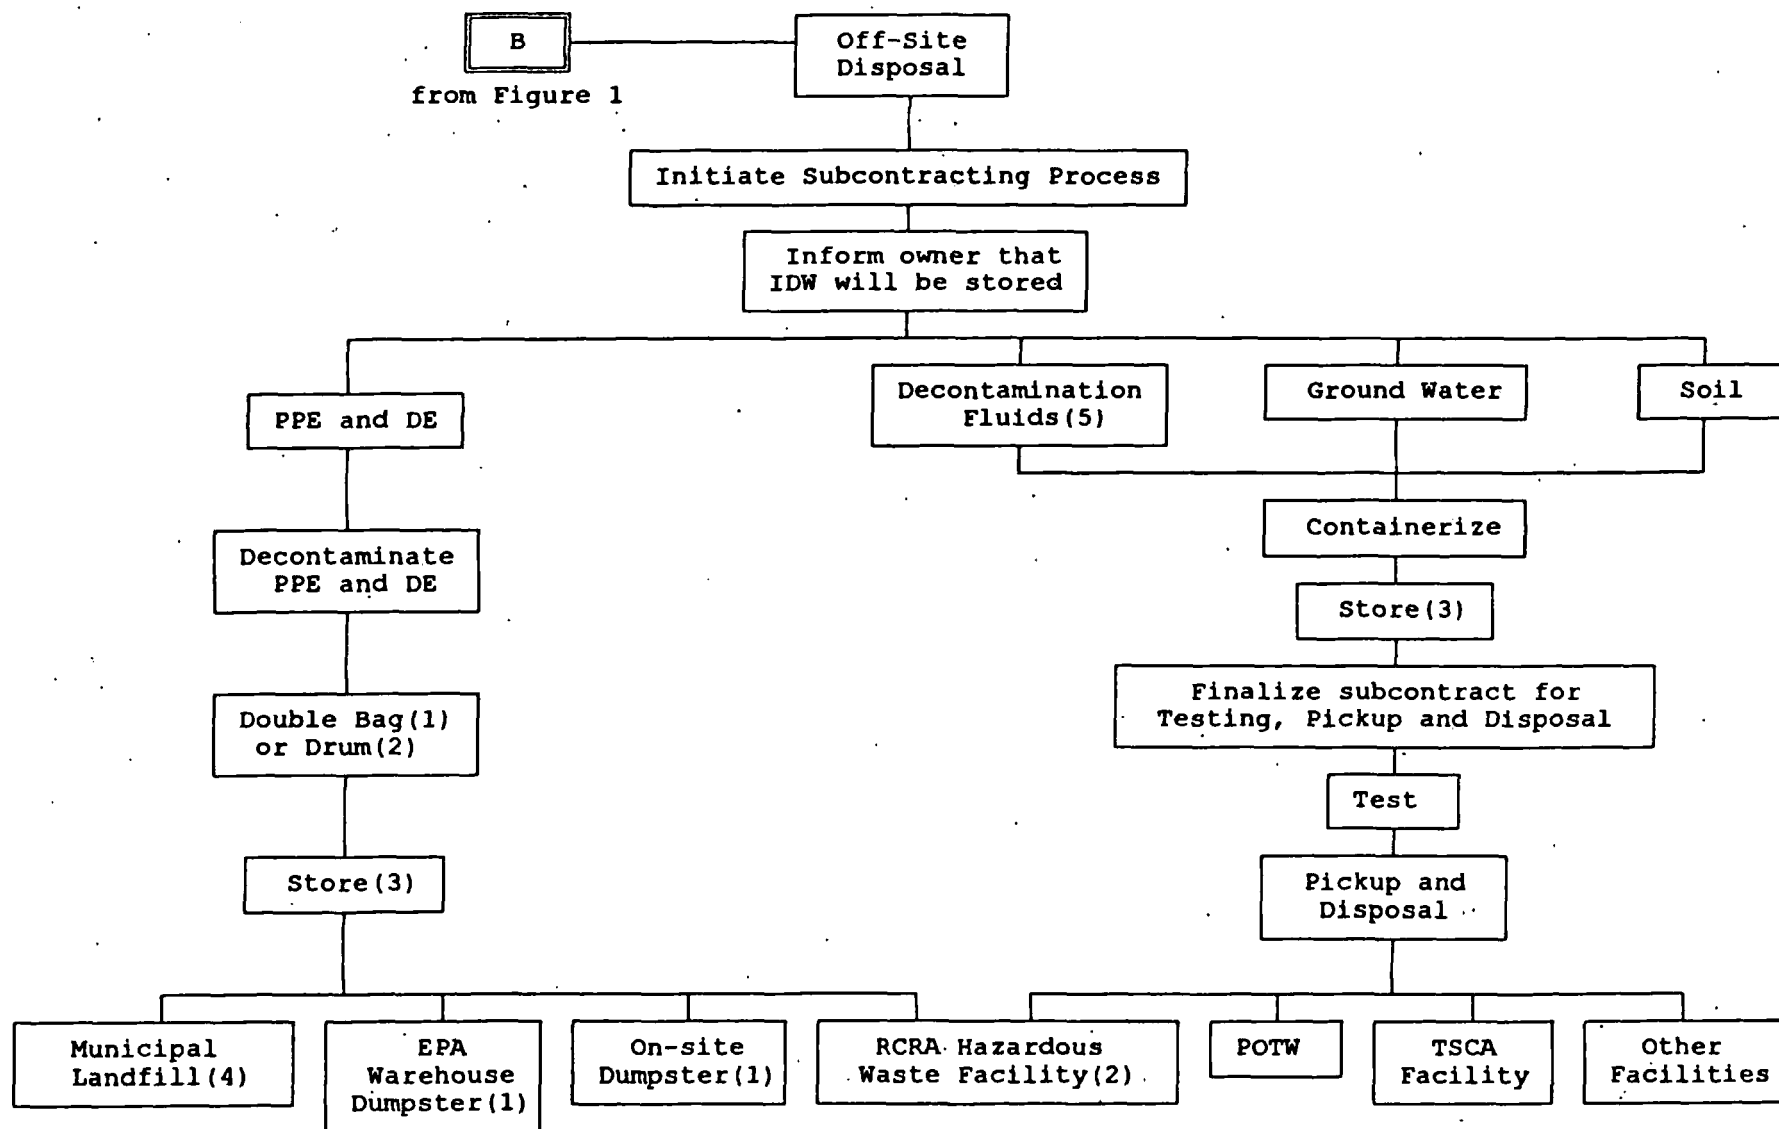 B
from Figure 1
Off-Site
Disposal
Initiate Subcontracting Process
Inform owner that
IDW will be stored
PPE and DE
Decontamination
Fluids(5)
Ground Water
Soil
Decontaminate
PPE and DE
Containerize
Store(3)
Double Bag(1)
or Drum(2)
Finalize subcontract for
Testing, Pickup and Disposal
Test
Store(3)
Pickup and
Disposal
Municipal
Landfill(4)
EPA
Warehouse
Dumpster(1)
On-site
Dumpster(1)
RCRA Hazardous
Waste Facility(2)
POTW
TSCA
Facility
Other
Facilities